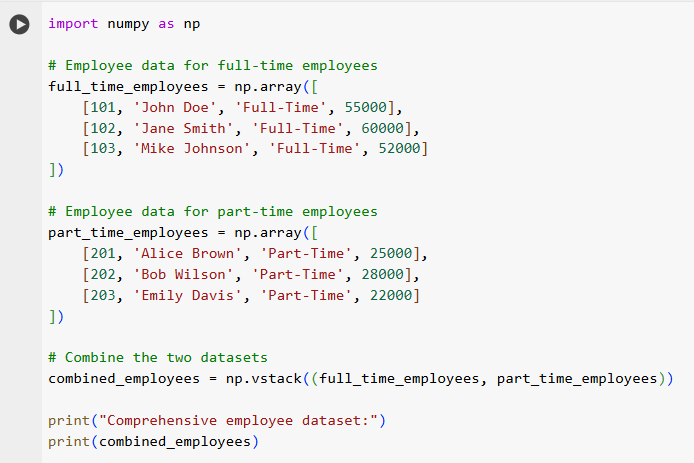 import numpy as np
# Employee data for full-time employees
full_time_employees = np.array([
    [101, 'John Doe', 'Full-Time', 55000],
    [102, 'Jane Smith', 'Full-Time', 60000],
    [103, 'Mike Johnson', 'Full-Time', 52000]
])
# Employee data for part-time employees
part_time_employees = np.array([
    [201, 'Alice Brown', 'Part-Time', 25000],
    [202, 'Bob Wilson', 'Part-Time', 28000],
    [203, 'Emily Davis', 'Part-Time', 22000]
])
# Combine the two datasets
combined_employees = np.vstack((full_time_employees, part_time_employees))
print("Comprehensive employee dataset:")
print(combined_employees)